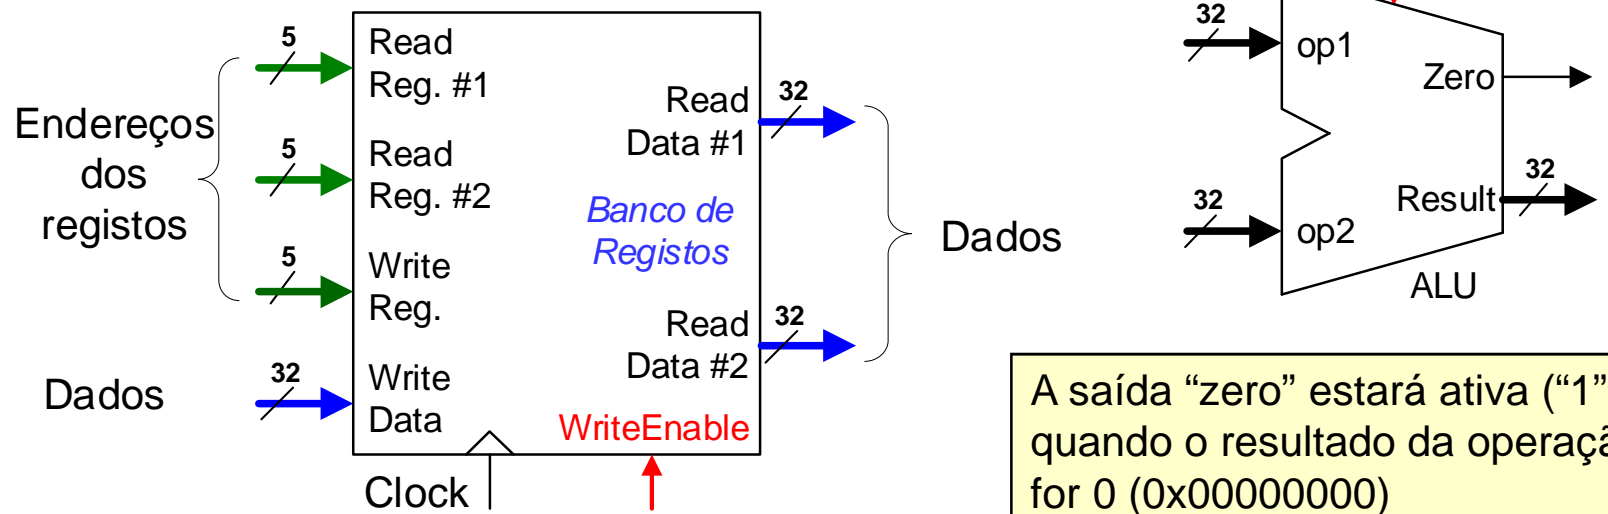 Endereços
dos
registos
Dados
5
5
5
32
Read
Reg. #1
Read
Reg. #2
Write
Reg.
Write
Data
Read
Data #1
Banco de
Registos
Read
Data #2
WriteEnable
Clock
32
32
Dados
32
op1
Zero
32
Result
32
op2
ALU
A saída “zero” estará ativa (“1”
quando o resultado da operaçã
for 0 (0x00000000)